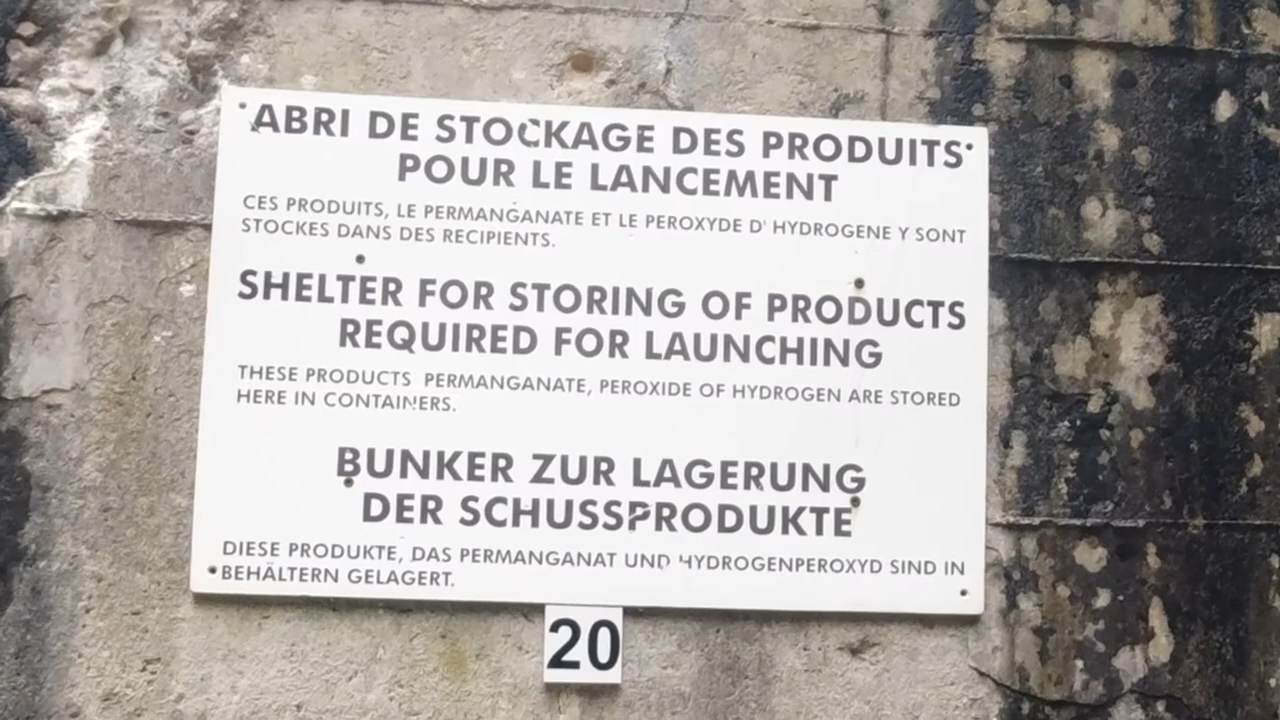 ABRI DE STOCKAGE DES PRODUITS
POUR LE LANCEMENT
CES PRODUITS, LE PERMANGANATE ET LE PEROXYDE D' HYDROGENE Y SONT
STOCKES DANS DES RECIPIENTS.
SHELTER FOR STORING OF PRODUCTS
REQUIRED FOR LAUNCHING
THESE PRODUCTS PERMANGANATE, PEROXIDE OF HYDROGEN ARE STORED
HERE IN CONTAINERS.
BUNKER ZUR LAGERUNG
DER SCHUSSPRODUKTE
DIESE PRODUKTE, DAS PERMANGANAT UND HYDROGENPEROXYD SIND IN
BEHÄLTERN GELAGERT.
20